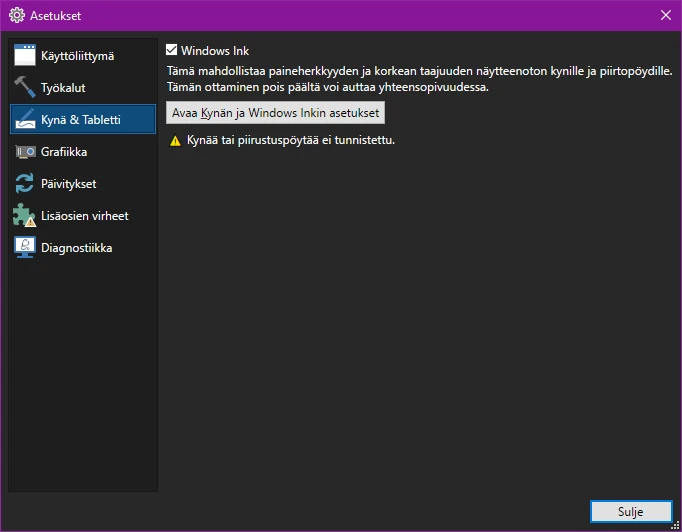 Asetukset
Käyttöliittymä
Työkalut
Kynä & Tabletti
Grafiikka
Päivitykset
Lisäosien virheet
Diagnostiikka
Windows Ink
Tämä mahdollistaa paineherkkyyden ja korkean taajuuden näytteenoton kynille ja piirtopöydille.
Tämän ottaminen pois päältä voi auttaa yhteensopivuudessa.
Avaa Kynän ja Windows Inkin asetukset
Kynää tai piirustuspöytää ei tunnistettu.
Sulje